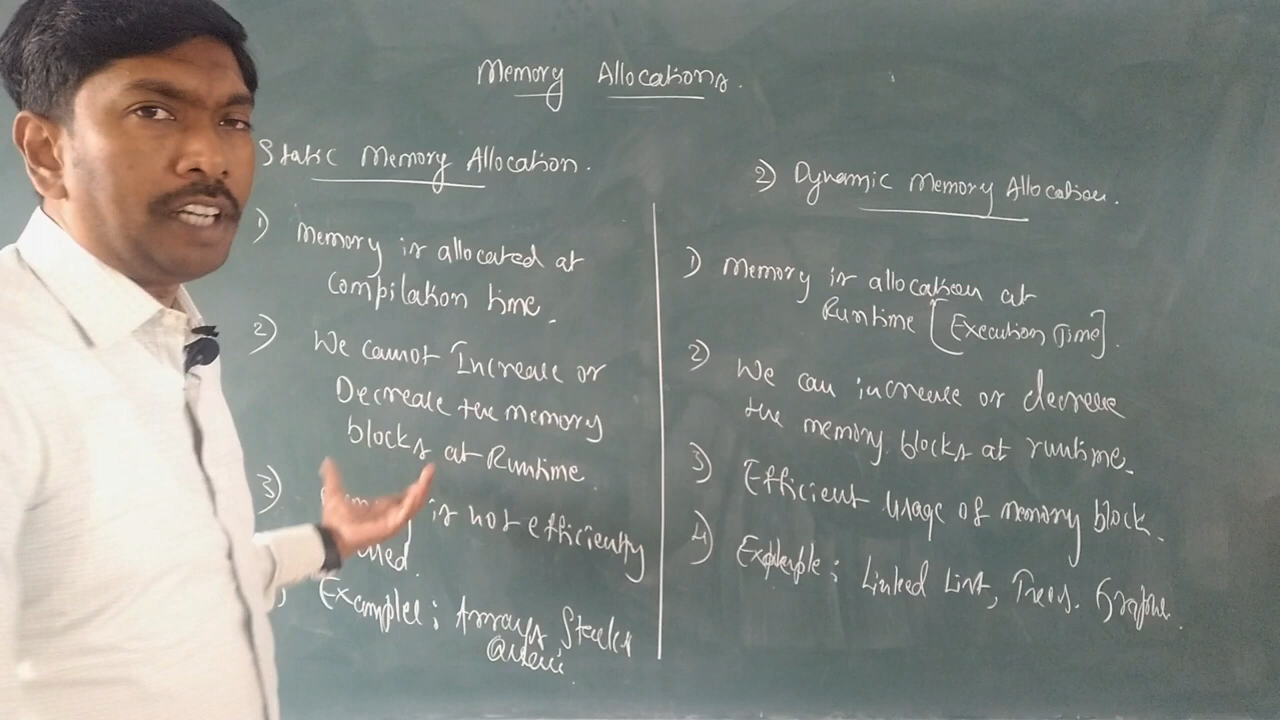 Memory Allocations.
Static Memory Allocation.
1) Memory is allocated at
compilation time.
2) We cannot Increase or
Decrease the memory
blocks at Runtime.
3) is not efficiently
Example: Arrays, Stacks
Queue.
2) Dynamic Memory Allocation.
1) Memory is allocation at
Runtime [Execution Time].
2) We can increase or decrease
the memory blocks at runtime.
3) Efficient Usage of memory block.
4) Example: Linked List, Trees. Graphs.